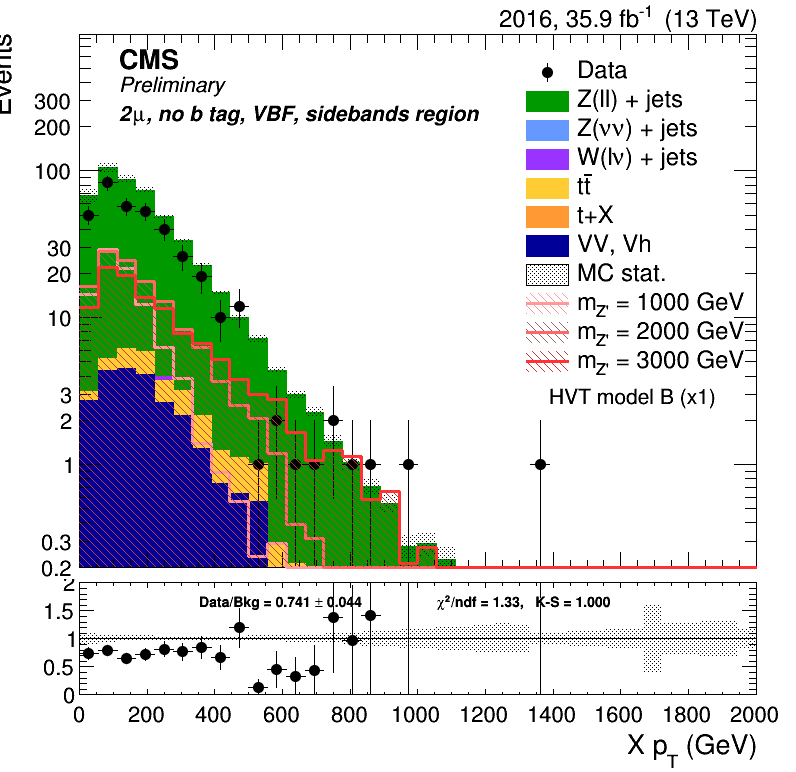 2016, 35.9 fb⁻¹ (13 TeV)
Events
CMS
Preliminary
2μ, no b tag, VBF, sidebands region
Data
Z(ll) + jets
Z(νν) + jets
W(lν) + jets
tt̄
t+X
VV, Vh
MC stat.
m_Z' = 1000 GeV
m_Z' = 2000 GeV
m_Z' = 3000 GeV
HVT model B (x1)
300
200
100
30
20
10
3
2
1
0.3
0.2
2
1.5
1
0.5
0
Data/Bkg = 0.741 ± 0.044
χ²/ndf = 1.33, K-S = 1.000
0 200 400 600 800 1000 1200 1400 1600 1800 2000
X p_T (GeV)